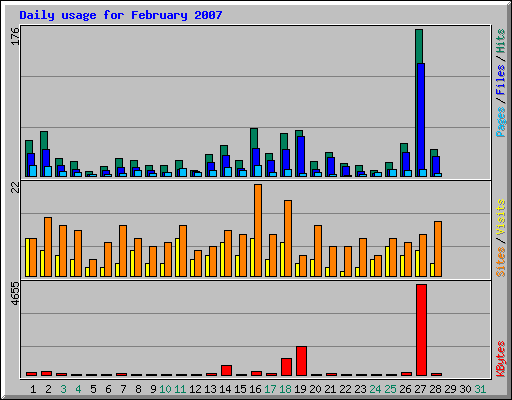 Daily usage for February 2007
176
22
4655
Pages / Files / Hits
Sites / Visits
KBytes
1 2 3 4 5 6 7 8 9 10 11 12 13 14 15 16 17 18 19 20 21 22 23 24 25 26 27 28 29 30 31